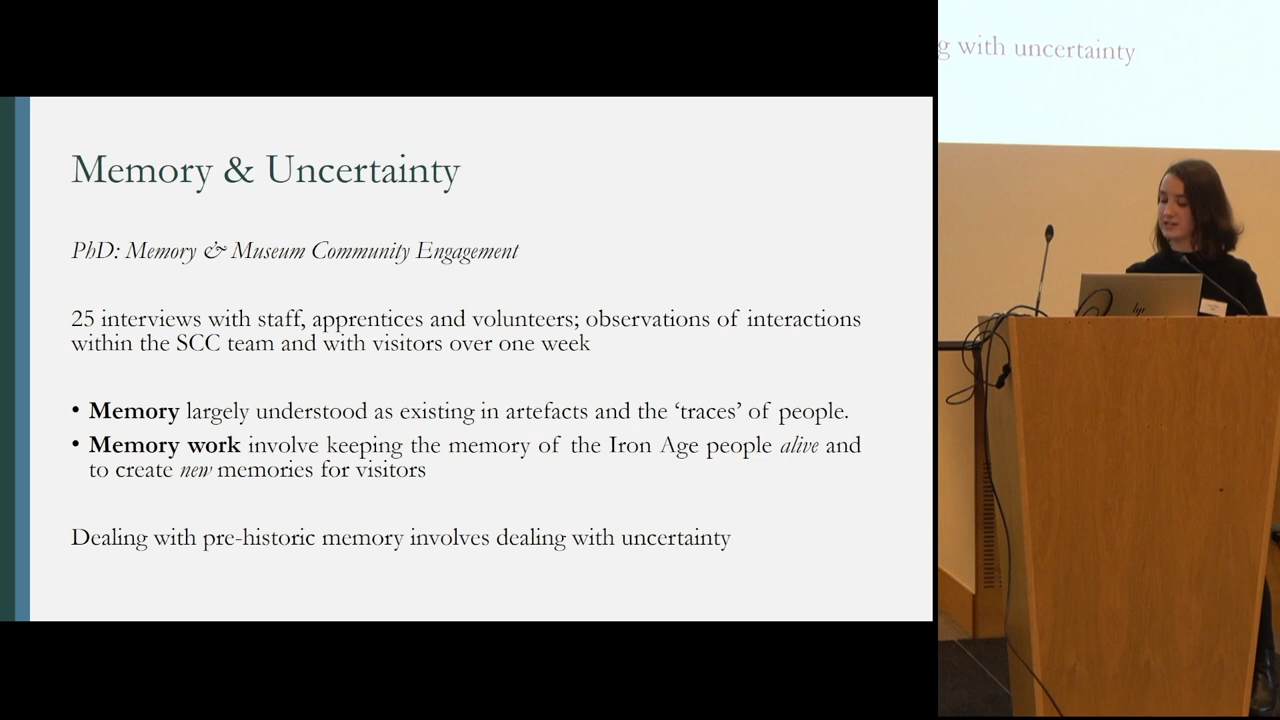 Memory & Uncertainty
PhD: Memory & Museum Community Engagement
25 interviews with staff, apprentices and volunteers; observations of interactions
within the SCC team and with visitors over one week
• Memory largely understood as existing in artefacts and the ‘traces’ of people.
• Memory work involve keeping the memory of the Iron Age people alive and
to create new memories for visitors
Dealing with pre-historic memory involves dealing with uncertainty
g with uncertainty
hp